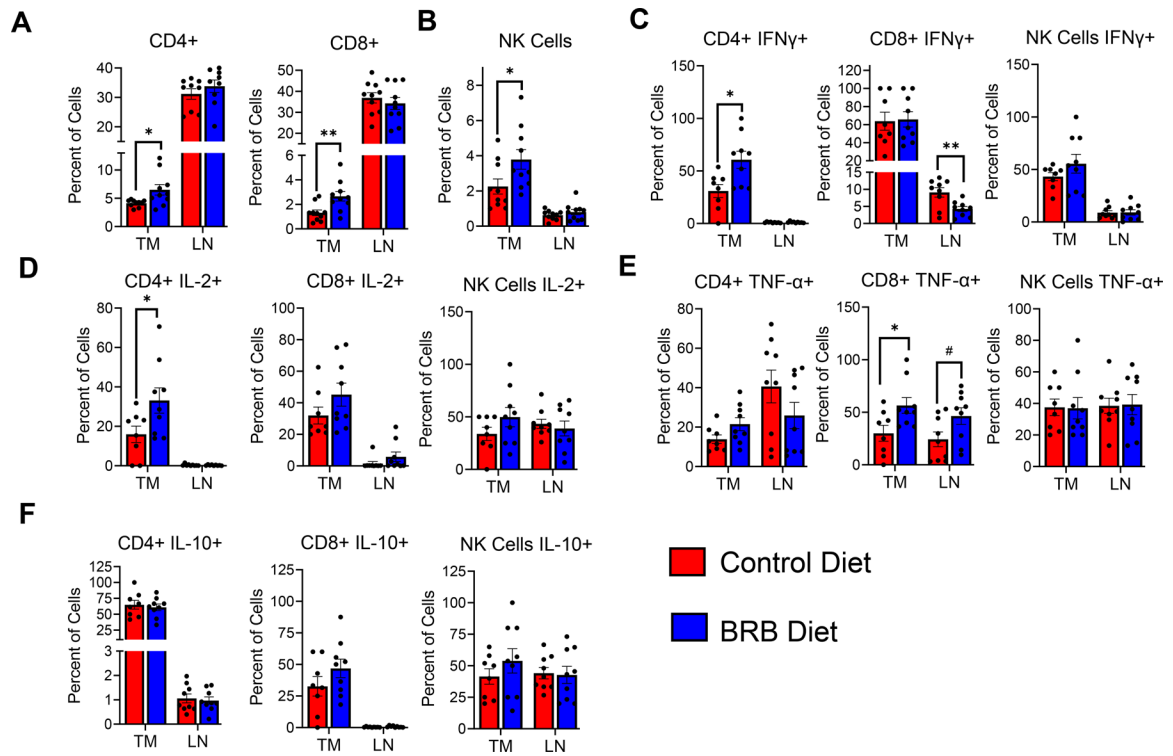 A
CD4+
Percent of Cells
40
30
20
10
5
0
*
TM
LN
CD8+
Percent of Cells
50
40
30
20
10
6
4
2
0
**
TM
LN
B
NK Cells
Percent of Cells
8
6
4
2
0
*
TM
LN
C
CD4+ IFNγ+
Percent of Cells
150
100
50
0
*
TM
LN
CD8+ IFNγ+
Percent of Cells
120
100
80
60
40
20
15
10
5
0
**
TM
LN
NK Cells IFNγ+
Percent of Cells
150
100
50
0
TM
LN
D
CD4+ IL-2+
Percent of Cells
80
60
40
20
0
*
TM
LN
CD8+ IL-2+
Percent of Cells
100
80
60
40
20
0
TM
LN
NK Cells IL-2+
Percent of Cells
150
100
50
0
TM
LN
E
CD4+ TNF-α+
Percent of Cells
80
60
40
20
0
TM
LN
CD8+ TNF-α+
Percent of Cells
150
100
50
0
*
#
TM
LN
NK Cells TNF-α+
Percent of Cells
100
80
60
40
20
0
TM
LN
F
CD4+ IL-10+
Percent of Cells
125
100
75
50
25
3
2
1
0
TM
LN
CD8+ IL-10+
Percent of Cells
125
100
75
50
25
0
TM
LN
NK Cells IL-10+
Percent of Cells
125
100
75
50
25
0
TM
LN
Control Diet
BRB Diet